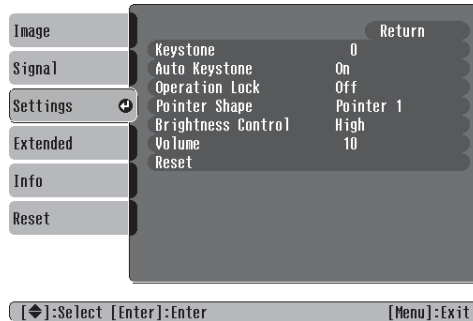 Image
Signal
Settings
Extended
Info
Reset
Return
Keystone 0
Auto Keystone On
Operation Lock Off
Pointer Shape Pointer 1
Brightness Control High
Volume 10
Reset
[◆]:Select [Enter]:Enter [Menu]:Exit